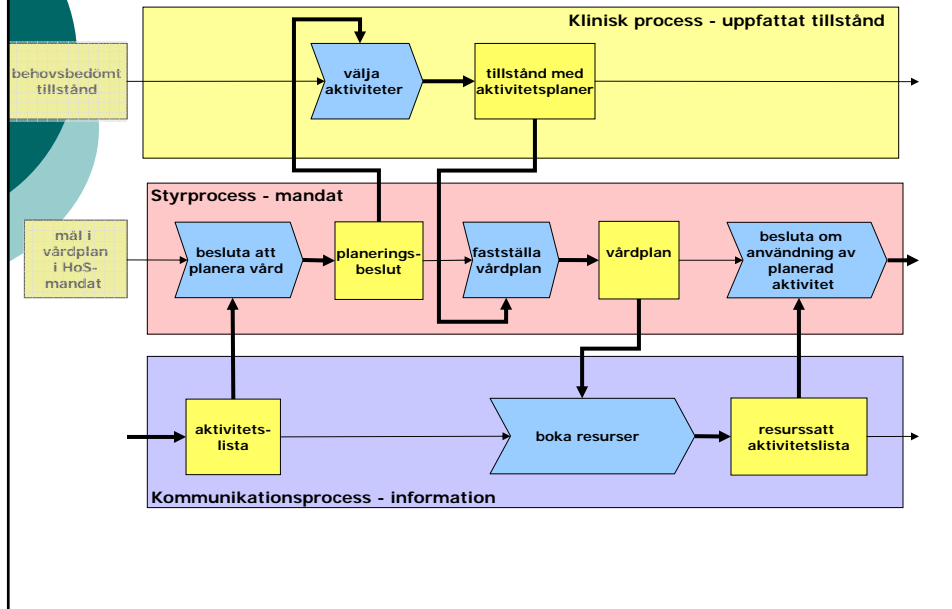 Klinisk process - uppfattat tillstånd
behovsbedömt
tillstånd
välja
aktiviteter
tillstånd med
aktivitetsplaner
Styrprocess - mandat
mål i
vårdplan
i HoS-
mandat
besluta att
planera vård
planerings-
beslut
fastställa
vårdplan
vårdplan
besluta om
användning av
planerad
aktivitet
aktivitets-
lista
boka resurser
resurssatt
aktivitetslista
Kommunikationsprocess - information